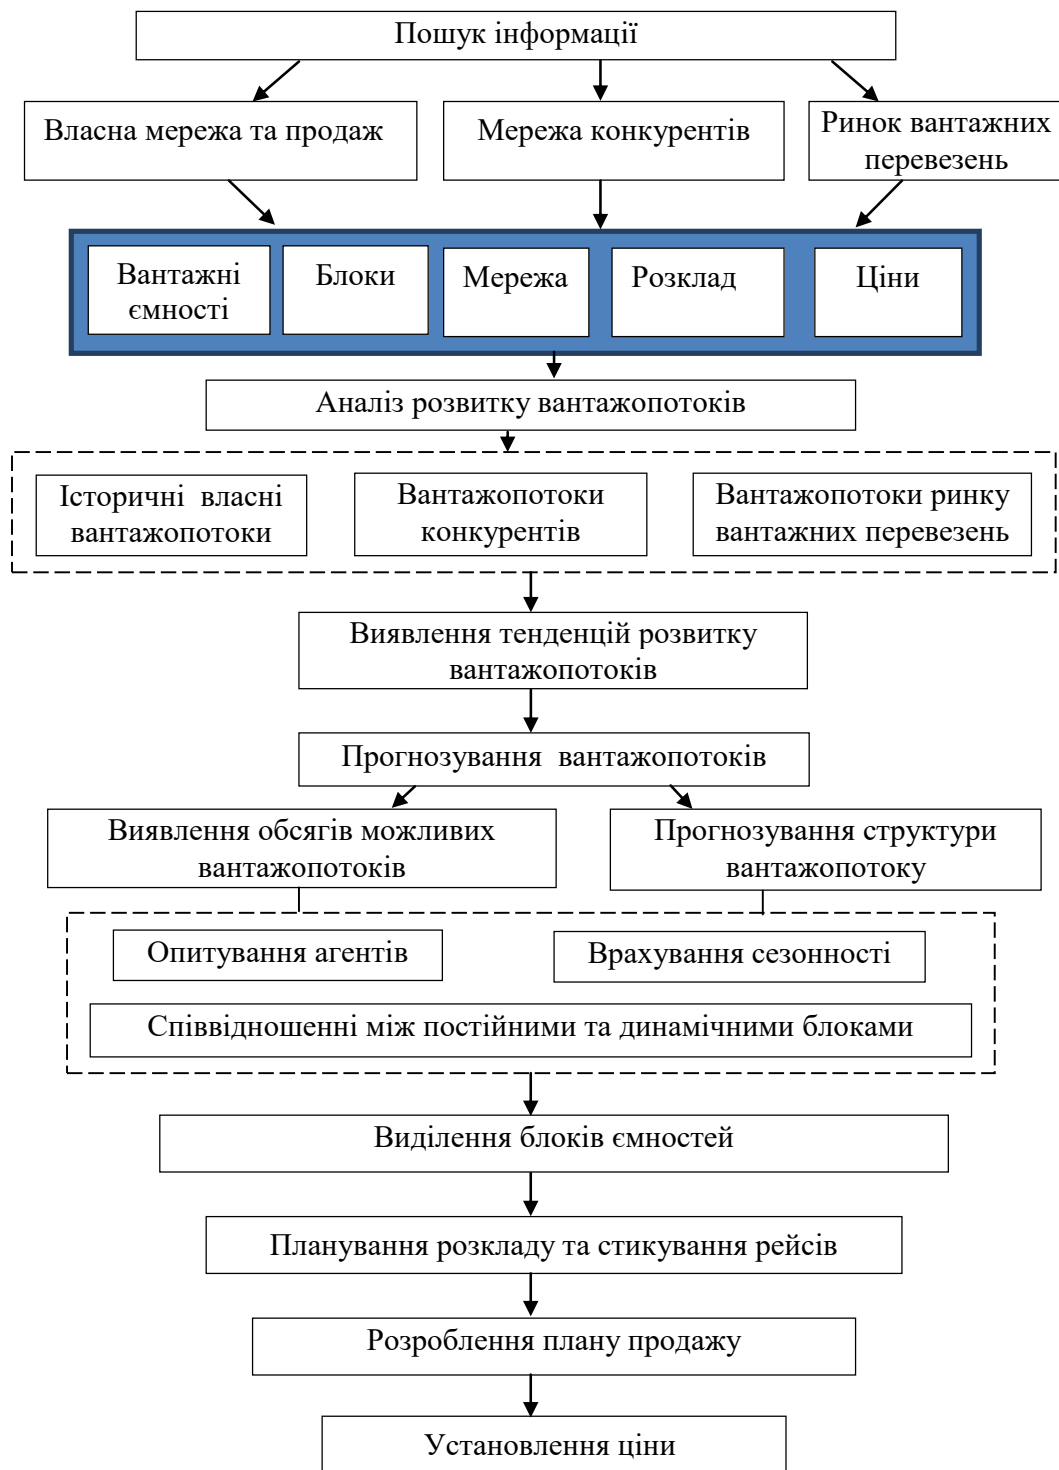 Пошук інформації
Власна мережа та продаж
Мережа конкурентів
Ринок вантажних
перевезень
Вантажні
ємності
Блоки
Мережа
Розклад
Ціни
Аналіз розвитку вантажопотоків
Історичні власні
вантажопотоки
Вантажопотоки
конкурентів
Вантажопотоки ринку
вантажних перевезень
Виявлення тенденцій розвитку
вантажопотоків
Прогнозування вантажопотоків
Виявлення обсягів можливих
вантажопотоків
Прогнозування структури
вантажопотоку
Опитування агентів
Врахування сезонності
Співвідношенні між постійними та динамічними блоками
Виділення блоків ємностей
Планування розкладу та стикування рейсів
Розроблення плану продажу
Установлення ціни